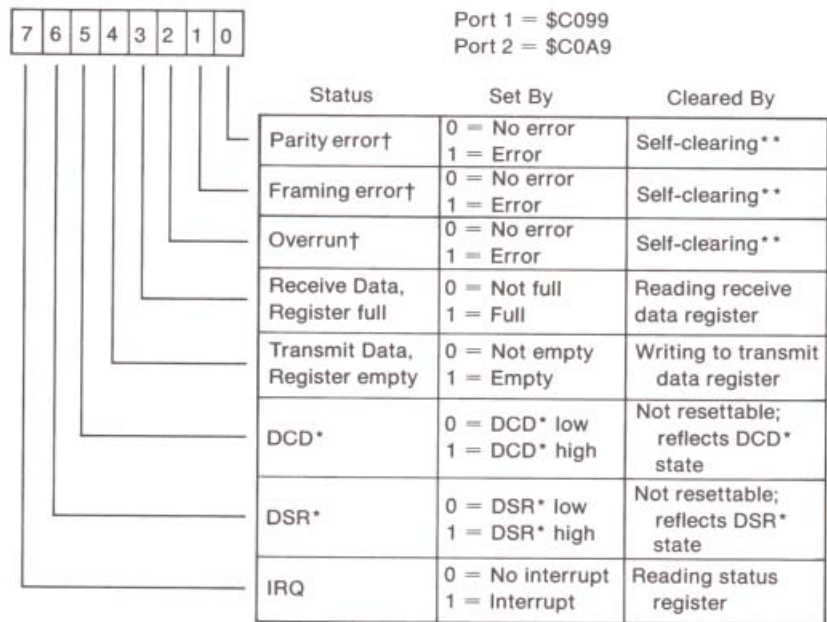 7 6 5 4 3 2 1 0
Port 1 = $C099
Port 2 = $C0A9
Status Set By Cleared By
Parity error† 0 = No error Self-clearing**
1 = Error
Framing error† 0 = No error Self-clearing**
1 = Error
Overrun† 0 = No error Self-clearing**
1 = Error
Receive Data, 0 = Not full Reading receive
Register full 1 = Full data register
Transmit Data, 0 = Not empty Writing to transmit
Register empty 1 = Empty data register
DCD* 0 = DCD* low Not resettable;
1 = DCD* high reflects DCD*
state
DSR* 0 = DSR* low Not resettable;
1 = DSR* high reflects DSR*
state
IRQ 0 = No interrupt Reading status
1 = Interrupt register